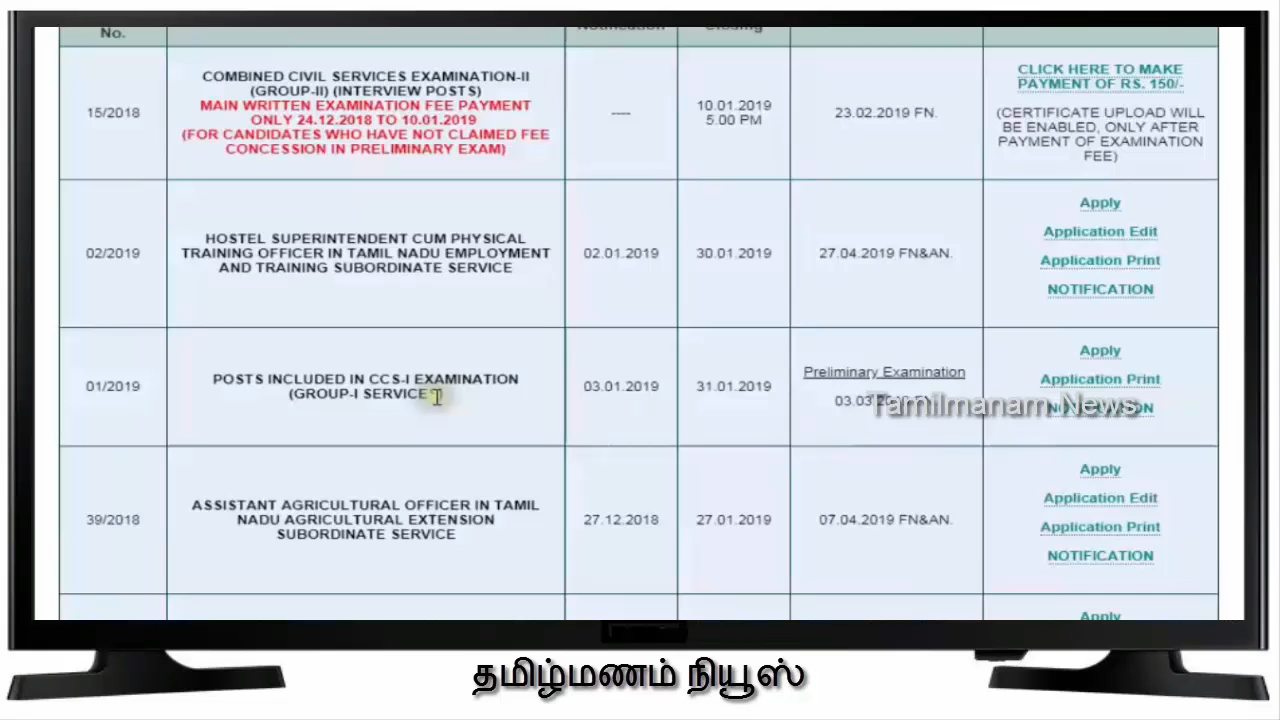 No.
COMBINED CIVIL SERVICES EXAMINATION-II
(GROUP-II) (INTERVIEW POSTS)
MAIN WRITTEN EXAMINATION FEE PAYMENT
ONLY 24.12.2018 TO 10.01.2019
(FOR CANDIDATES WHO HAVE NOT CLAIMED FEE
CONCESSION IN PRELIMINARY EXAM)
15/2018
----
10.01.2019
5.00 PM
23.02.2019 FN.
CLICK HERE TO MAKE
PAYMENT OF RS. 150/-
(CERTIFICATE UPLOAD WILL
BE ENABLED, ONLY AFTER
PAYMENT OF EXAMINATION
FEE)
02/2019
HOSTEL SUPERINTENDENT CUM PHYSICAL
TRAINING OFFICER IN TAMIL NADU EMPLOYMENT
AND TRAINING SUBORDINATE SERVICE
02.01.2019
30.01.2019
27.04.2019 FN&AN.
Apply
Application Edit
Application Print
NOTIFICATION
01/2019
POSTS INCLUDED IN CCS-I EXAMINATION
(GROUP-I SERVICES)
03.01.2019
31.01.2019
Preliminary Examination
Apply
Application Print
Tamilmanam News
39/2018
ASSISTANT AGRICULTURAL OFFICER IN TAMIL
NADU AGRICULTURAL EXTENSION
SUBORDINATE SERVICE
27.12.2018
27.01.2019
07.04.2019 FN&AN.
Apply
Application Edit
Application Print
NOTIFICATION
Apply
தமிழ்மணம் நியூஸ்